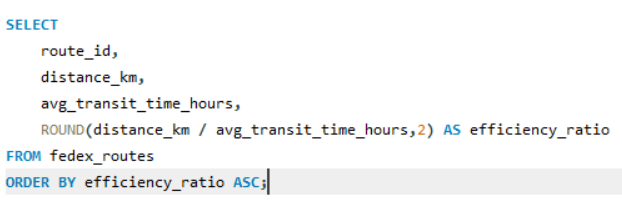 SELECT
    route_id,
    distance_km,
    avg_transit_time_hours,
    ROUND(distance_km / avg_transit_time_hours,2) AS efficiency_ratio
FROM fedex_routes
ORDER BY efficiency_ratio ASC;